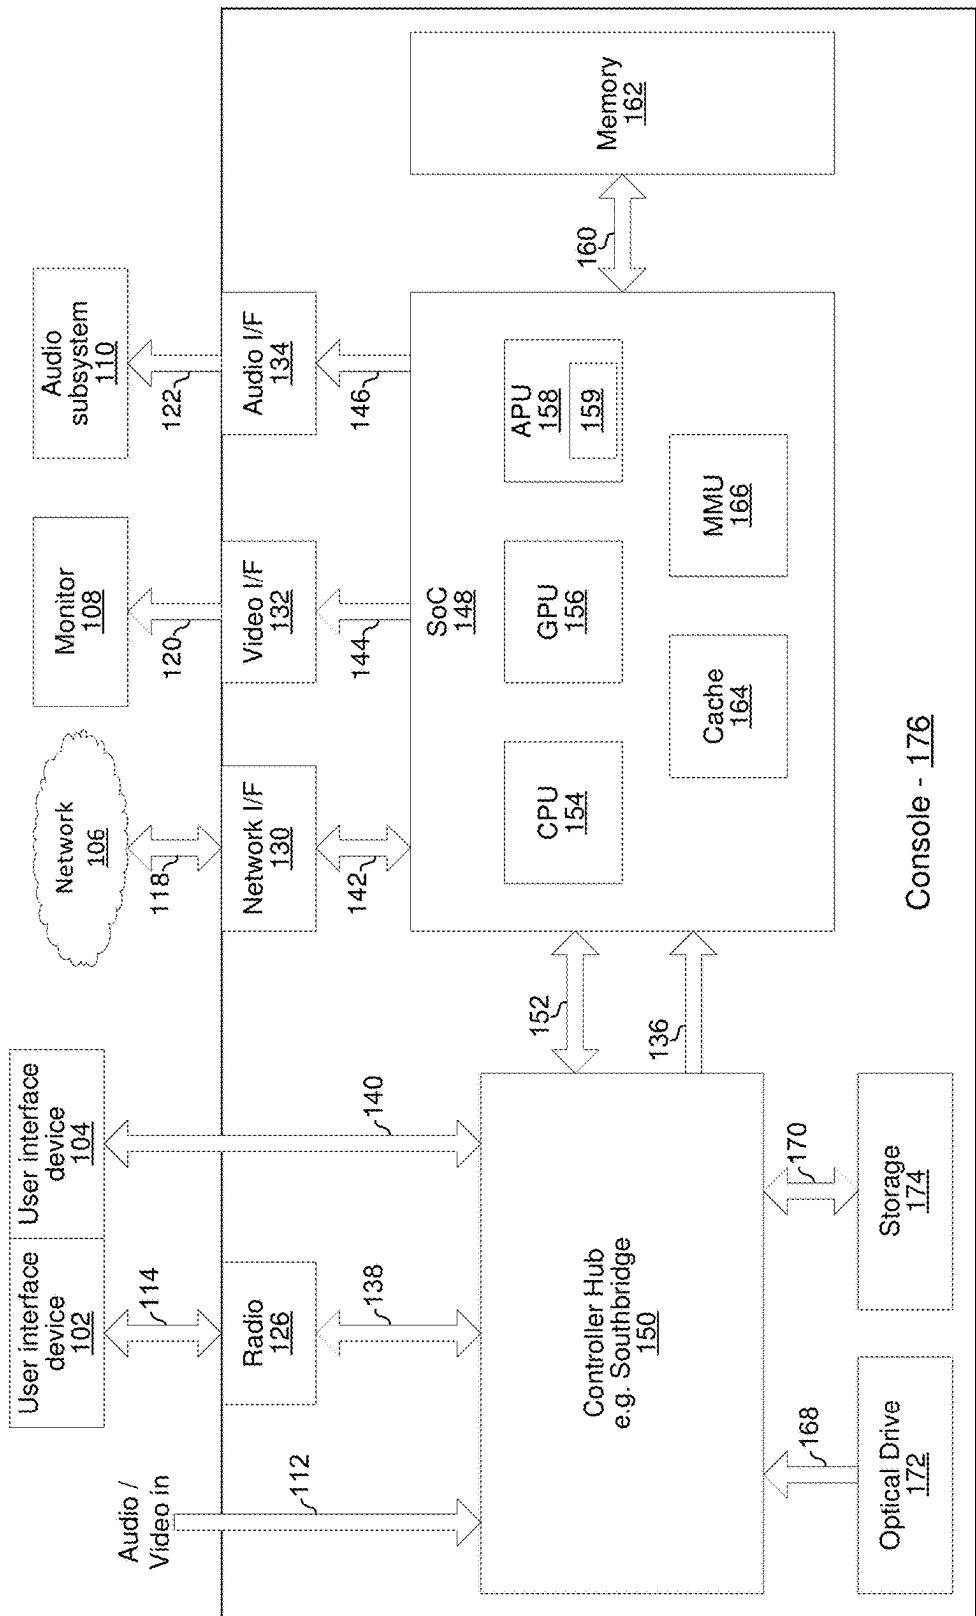 Audio /
Video in
112
User interface
device
102
114
User interface
device
104
140
Network
106
118
Monitor
108
120
Audio
subsystem
110
122
Radio
126
138
Network I/F
130
142
Video I/F
132
144
Audio I/F
134
146
Controller Hub
e.g. Southbridge
150
152
136
SoC
148
CPU
154
GPU
156
APU
158
159
Cache
164
MMU
166
160
Memory
162
168
170
Optical Drive
172
Storage
174
Console - 176